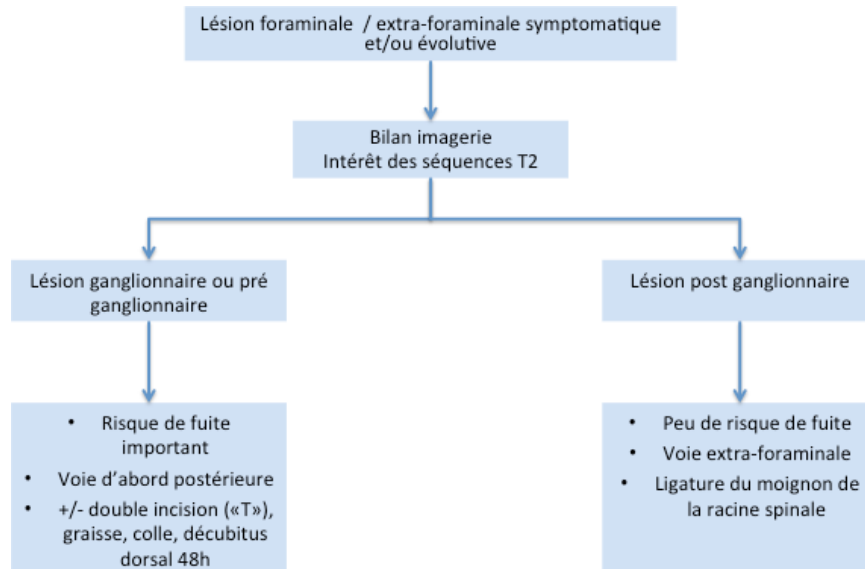 Lésion foraminale / extra-foraminale symptomatique
et/ou évolutive
Bilan imagerie
Intérêt des séquences T2
Lésion ganglionnaire ou pré
ganglionnaire
Lésion post ganglionnaire
• Risque de fuite
important
• Voie d'abord postérieure
• +/- double incision («T»),
graisse, colle, décubitus
dorsal 48h
• Peu de risque de fuite
• Voie extra-foraminale
• Ligature du moignon de
la racine spinale